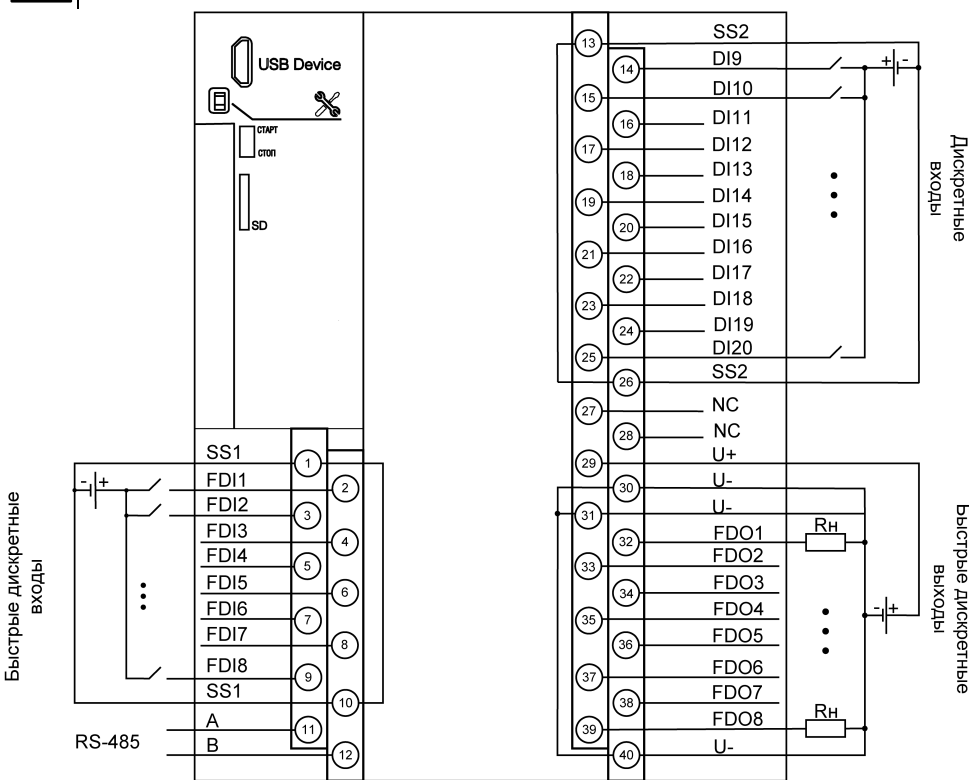 USB Device
СТАРТ
СТОП
SD
SS1
1
FDI1
2
FDI2
3
FDI3
4
FDI4
5
FDI5
6
FDI6
7
FDI7
8
FDI8
9
SS1
10
A
11
B
12
RS-485
- +
Быстрые дискретные
входы
13
SS2
14
DI9
15
DI10
16
DI11
17
DI12
18
DI13
19
DI14
20
DI15
21
DI16
22
DI17
23
DI18
24
DI19
25
DI20
26
SS2
+ -
Дискретные
входы
27
NC
28
NC
29
U+
30
U-
31
U-
32
FDO1
Rн
33
FDO2
34
FDO3
35
FDO4
36
FDO5
37
FDO6
38
FDO7
39
FDO8
Rн
40
U-
- +
Быстрые дискретные
выходы